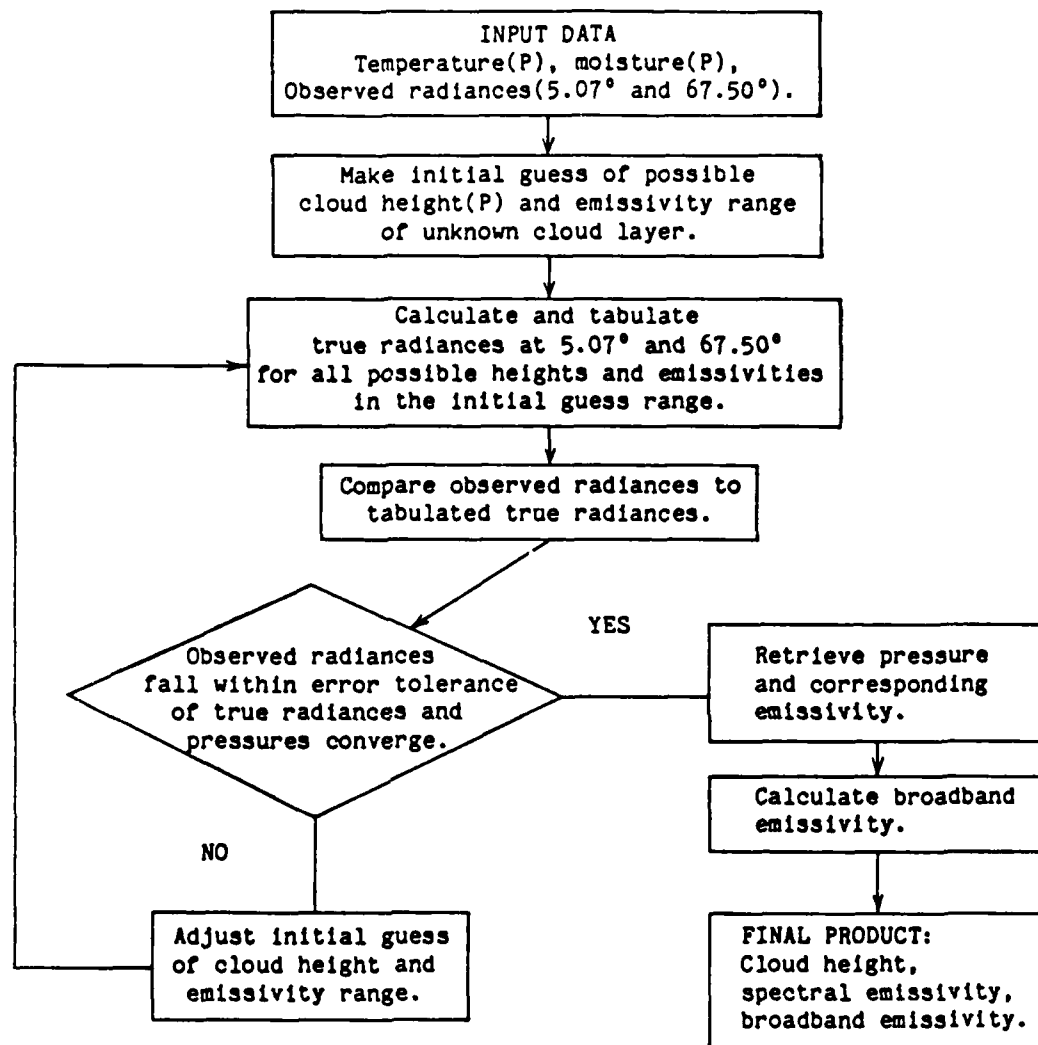 INPUT DATA
Temperature(P), moisture(P),
Observed radiances(5.07° and 67.50°).
Make initial guess of possible
cloud height(P) and emissivity range
of unknown cloud layer.
Calculate and tabulate
true radiances at 5.07° and 67.50°
for all possible heights and emissivities
in the initial guess range.
Compare observed radiances to
tabulated true radiances.
Observed radiances
fall within error tolerance
of true radiances and
pressures converge.
YES
Retrieve pressure
and corresponding
emissivity.
Calculate broadband
emissivity.
FINAL PRODUCT:
Cloud height,
spectral emissivity,
broadband emissivity.
NO
Adjust initial guess
of cloud height and
emissivity range.